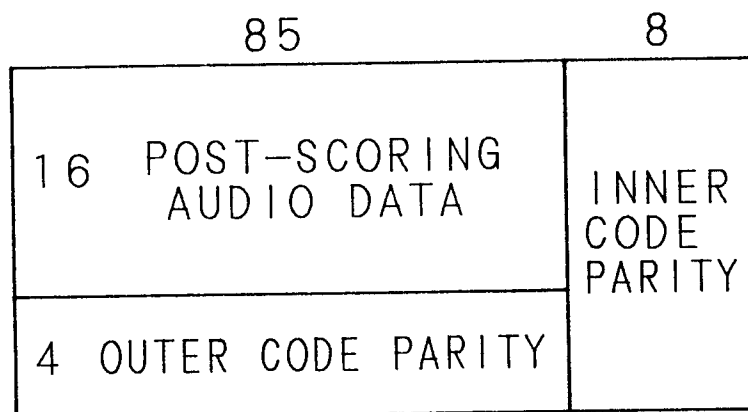 85 8
16 POST-SCORING
AUDIO DATA
INNER
CODE
PARITY
4 OUTER CODE PARITY